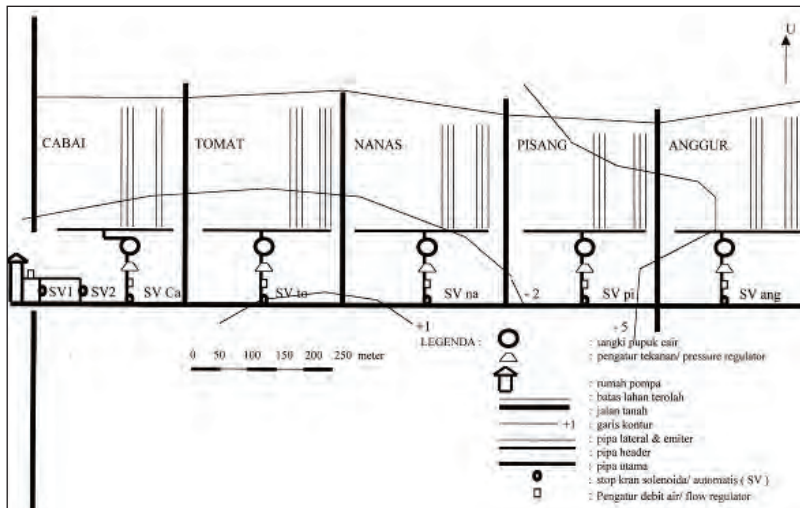 U
CABAI TOMAT NANAS PISANG ANGGUR
SV1 SV2 SV Ca SV to SV na - 2 SV pi SV ang
+1 - 5
LEGENDA :
: tangki pupuk cair
: pengatur tekanan/ pressure regulator
0 50 100 150 200 250 meter
: rumah pompa
: batas lahan terolah
: jalan tanah
+1 : garis kontur
: pipa lateral & emiter
: pipa header
: pipa utama
: stop kran solenoida/ automatis ( SV )
: Pengatur debit air/ flow regulator